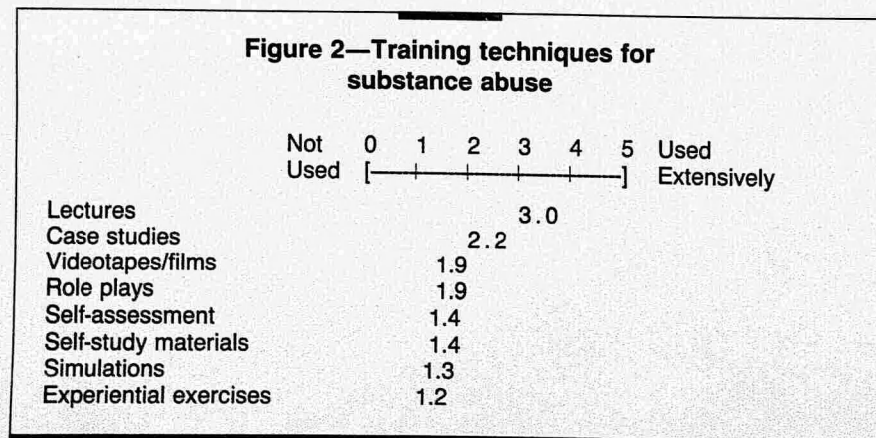 Figure 2—Training techniques for
substance abuse
Not 0 1 2 3 4 5 Used
Used [ ] Extensively
Lectures 3.0
Case studies 2.2
Videotapes/films 1.9
Role plays 1.9
Self-assessment 1.4
Self-study materials 1.4
Simulations 1.3
Experiential exercises 1.2